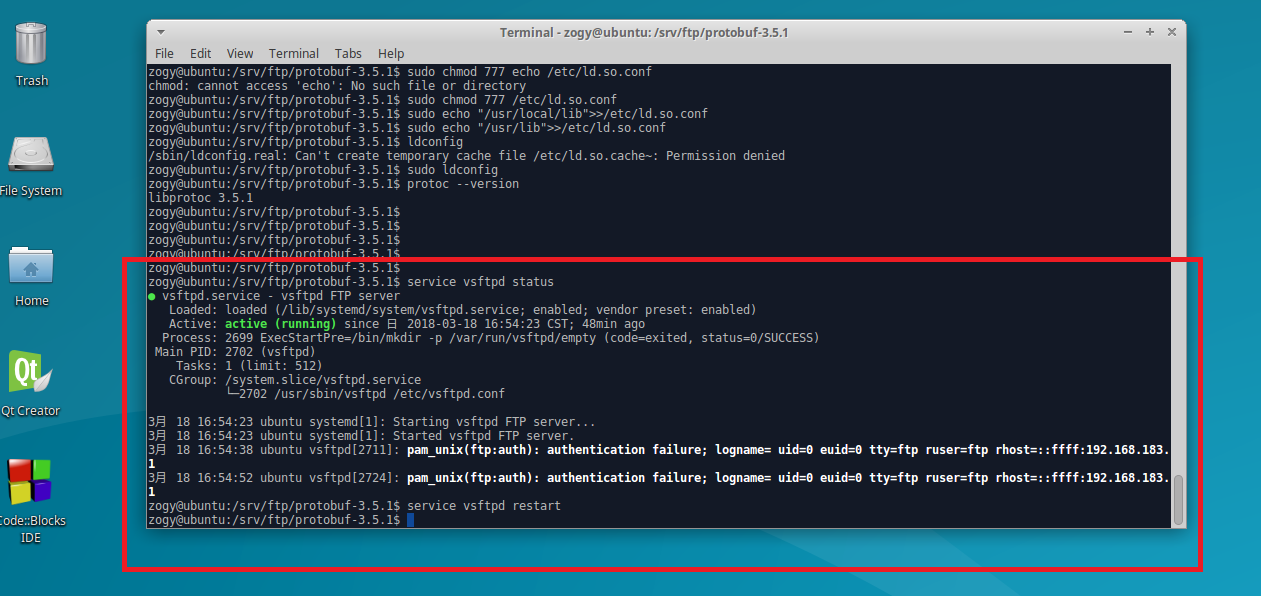 Terminal - zogy@ubuntu: /srv/ftp/protobuf-3.5.1
File Edit View Terminal Tabs Help
zogy@ubuntu:/srv/ftp/protobuf-3.5.1$ sudo chmod 777 echo /etc/ld.so.conf
chmod: cannot access 'echo': No such file or directory
zogy@ubuntu:/srv/ftp/protobuf-3.5.1$ sudo chmod 777 /etc/ld.so.conf
zogy@ubuntu:/srv/ftp/protobuf-3.5.1$ sudo echo "/usr/local/lib">>/etc/ld.so.conf
zogy@ubuntu:/srv/ftp/protobuf-3.5.1$ sudo echo "/usr/lib">>/etc/ld.so.conf
zogy@ubuntu:/srv/ftp/protobuf-3.5.1$ ldconfig
/sbin/ldconfig.real: Can't create temporary cache file /etc/ld.so.cache~: Permission denied
zogy@ubuntu:/srv/ftp/protobuf-3.5.1$ sudo ldconfig
zogy@ubuntu:/srv/ftp/protobuf-3.5.1$ protoc --version
libprotoc 3.5.1
zogy@ubuntu:/srv/ftp/protobuf-3.5.1$
zogy@ubuntu:/srv/ftp/protobuf-3.5.1$
zogy@ubuntu:/srv/ftp/protobuf-3.5.1$
zogy@ubuntu:/srv/ftp/protobuf-3.5.1$
zogy@ubuntu:/srv/ftp/protobuf-3.5.1$
zogy@ubuntu:/srv/ftp/protobuf-3.5.1$ service vsftpd status
● vsftpd.service - vsftpd FTP server
Loaded: loaded (/lib/systemd/system/vsftpd.service; enabled; vendor preset: enabled)
Active: active (running) since 日 2018-03-18 16:54:23 CST; 48min ago
Process: 2699 ExecStartPre=/bin/mkdir -p /var/run/vsftpd/empty (code=exited, status=0/SUCCESS)
Main PID: 2702 (vsftpd)
Tasks: 1 (limit: 512)
CGroup: /system.slice/vsftpd.service
└─2702 /usr/sbin/vsftpd /etc/vsftpd.conf
3月 18 16:54:23 ubuntu systemd[1]: Starting vsftpd FTP server...
3月 18 16:54:23 ubuntu systemd[1]: Started vsftpd FTP server.
3月 18 16:54:38 ubuntu vsftpd[2711]: pam_unix(ftp:auth): authentication failure; logname= uid=0 euid=0 tty=ftp ruser=ftp rhost=::ffff:192.168.183.
1
3月 18 16:54:52 ubuntu vsftpd[2724]: pam_unix(ftp:auth): authentication failure; logname= uid=0 euid=0 tty=ftp ruser=ftp rhost=::ffff:192.168.183.
1
zogy@ubuntu:/srv/ftp/protobuf-3.5.1$ service vsftpd restart
zogy@ubuntu:/srv/ftp/protobuf-3.5.1$
Trash
File System
Home
Qt
Qt Creator
Code::Blocks
IDE